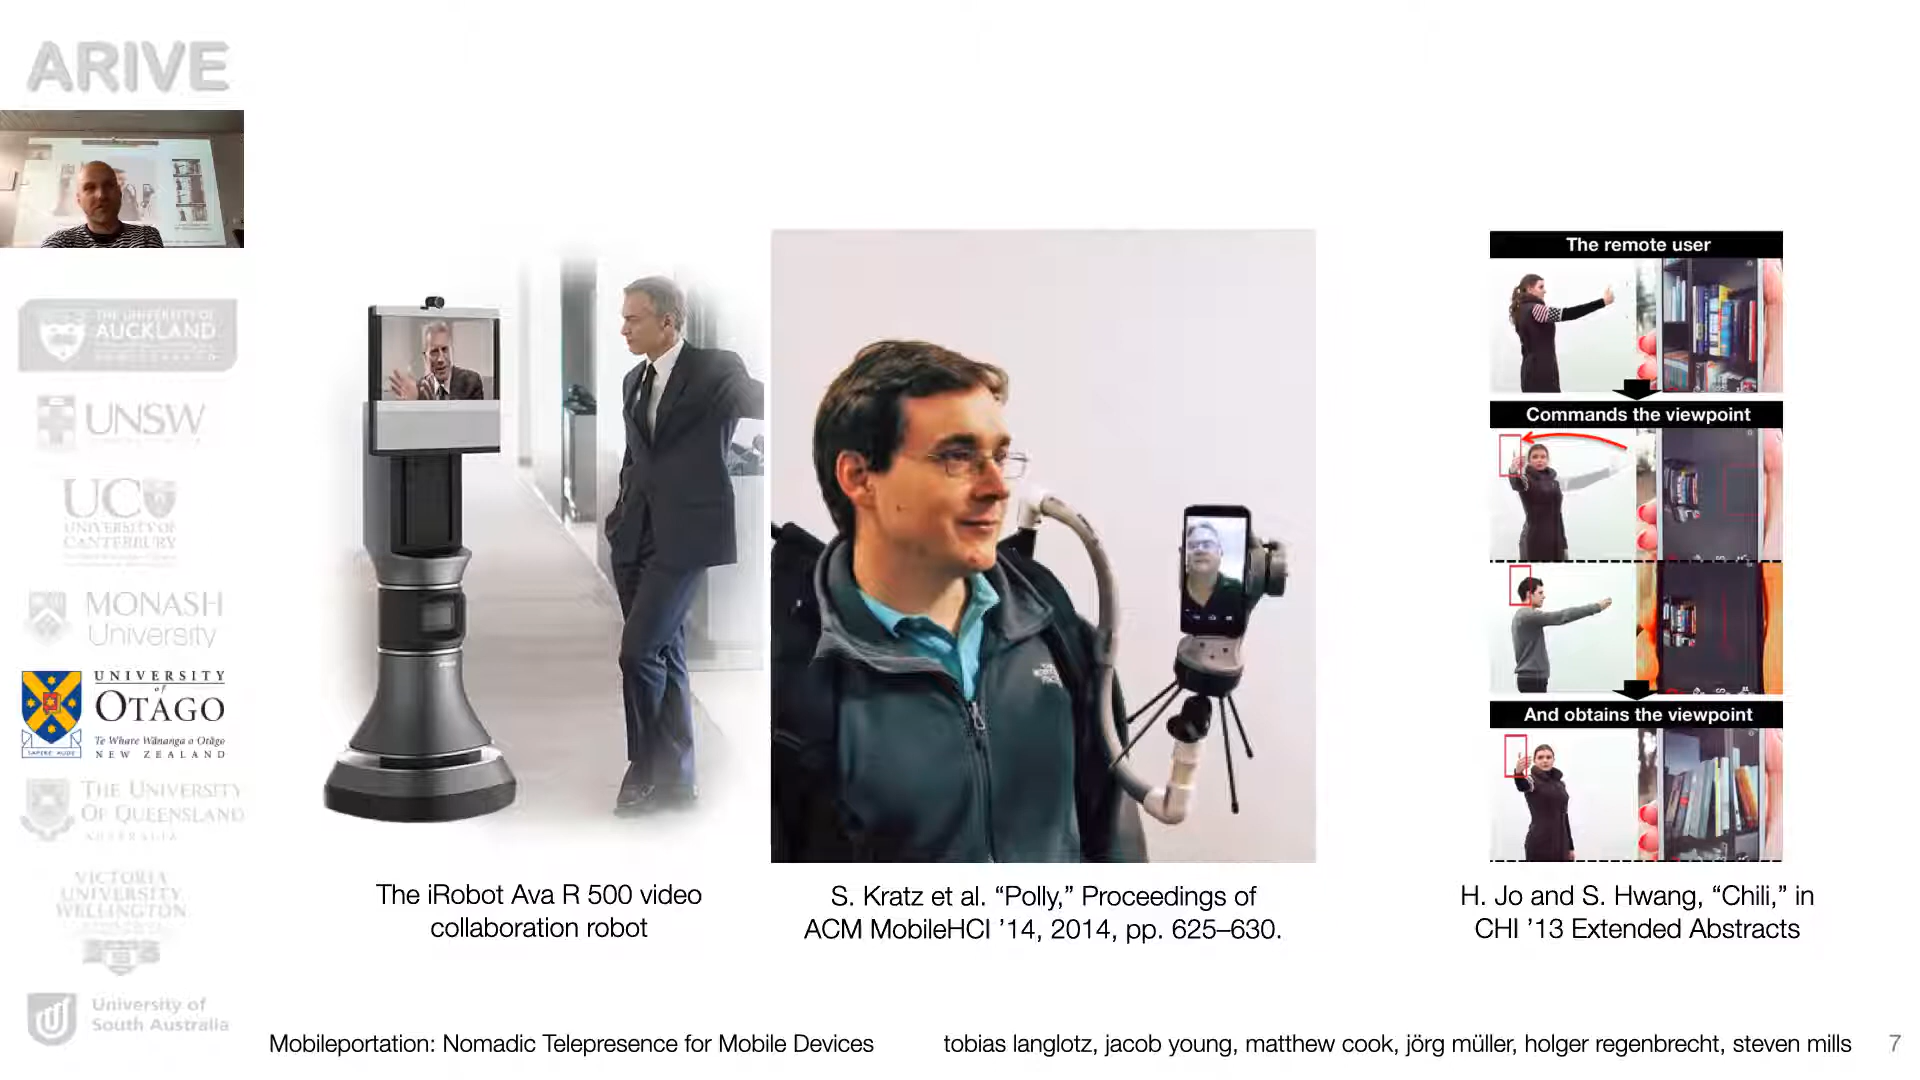 ARIVE
THE UNIVERSITY OF
AUCKLAND
UNSW
UC
UNIVERSITY OF
CANTERBURY
MONASH
University
UNIVERSITY
of
OTAGO
Te Whare Wānanga o Otāgo
NEW ZEALAND
SAPERE AUDE
THE UNIVERSITY
OF QUEENSLAND
AUSTRALIA
VICTORIA
UNIVERSITY
WELLINGTON
University of
South Australia
The iRobot Ava R 500 video
collaboration robot
S. Kratz et al. “Polly,” Proceedings of
ACM MobileHCI ’14, 2014, pp. 625–630.
The remote user
Commands the viewpoint
And obtains the viewpoint
H. Jo and S. Hwang, “Chili,” in
CHI ’13 Extended Abstracts
Mobileportation: Nomadic Telepresence for Mobile Devices
tobias langlotz, jacob young, matthew cook, jörg müller, holger regenbrecht, steven mills
7